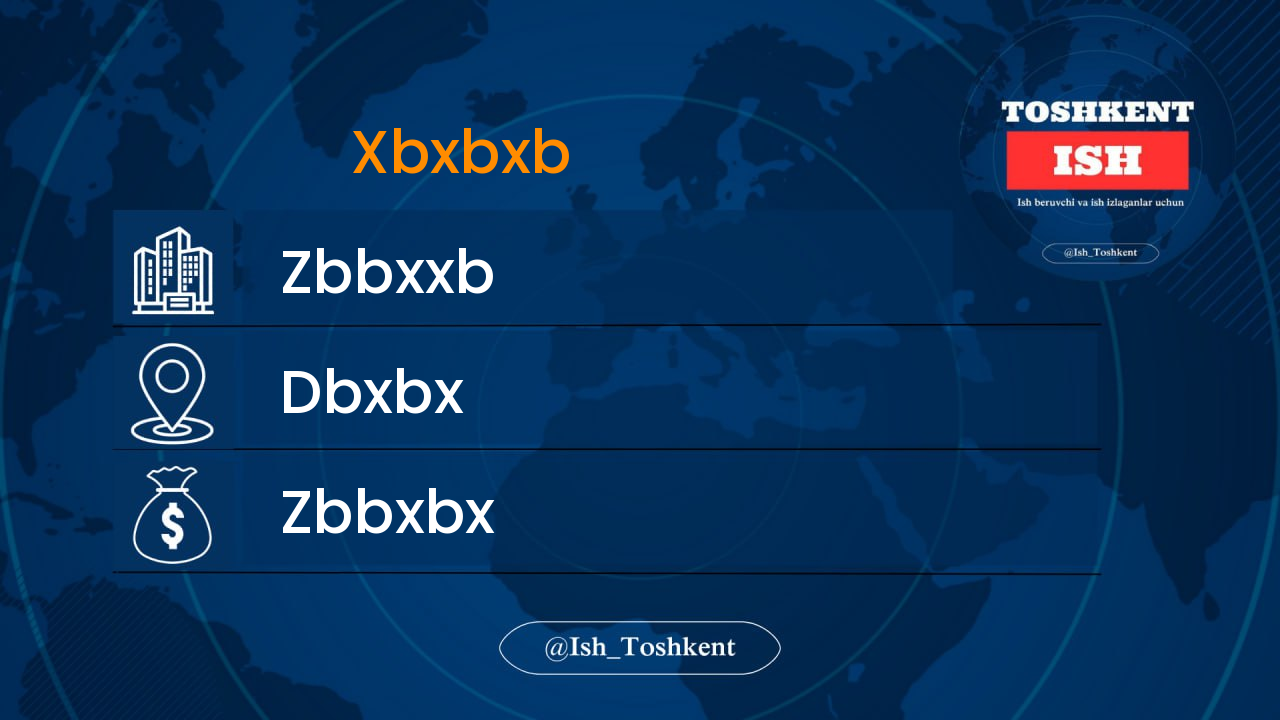 Xbxbxb
TOSHKENT
ISH
Ish beruvchi va ish izlaganlar uchun
@Ish_Toshkent
Zbbxxb
Dbxbx
$
Zbbxbx
@Ish_Toshkent